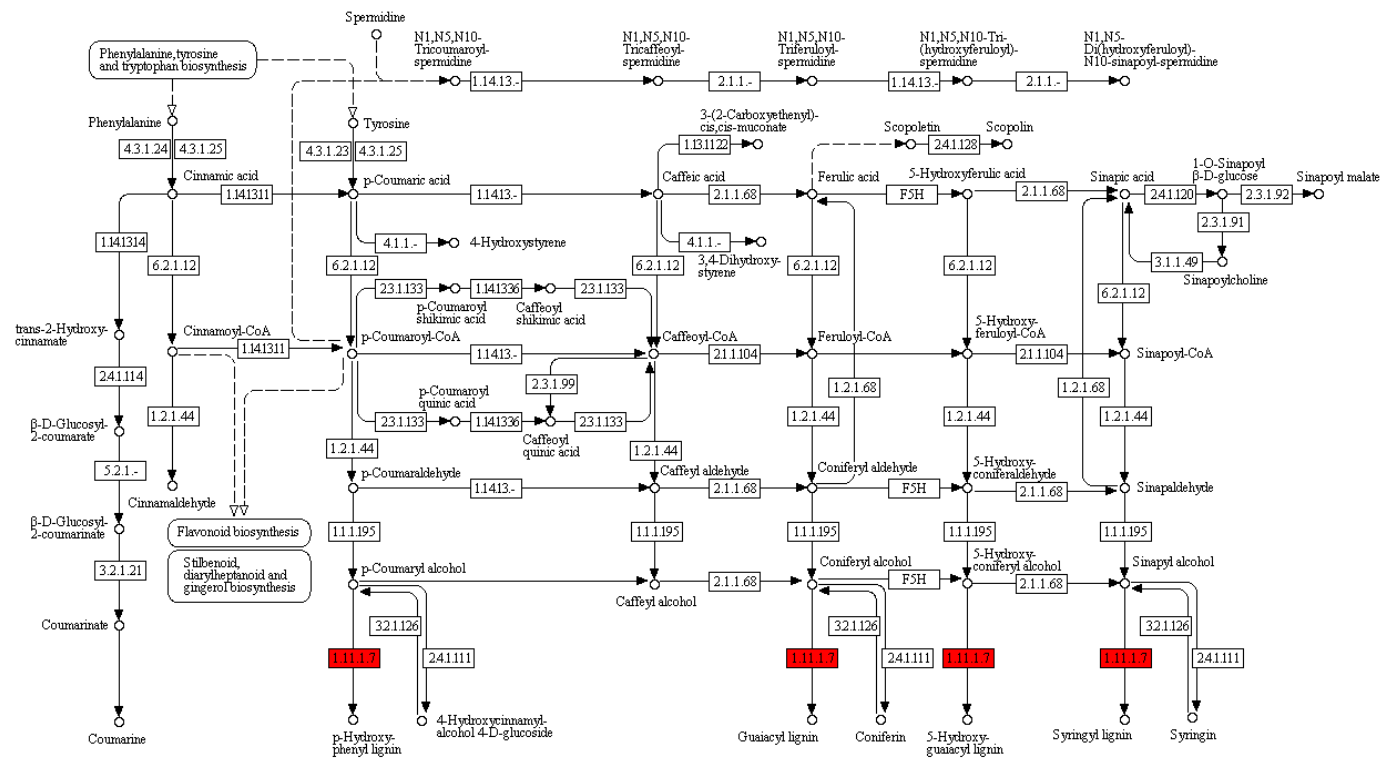 Spermidine
N1,N5,N10-
Tricoumaroyl-
spermidine
N1,N5,N10-
Tricaffeoyl-
spermidine
N1,N5,N10-
Triferuloyl-
spermidine
N1,N5,N10-Tri-
(hydroxyferuloyl)-
spermidine
N1,N5-
Di(hydroxyferuloyl)-
N10-sinapoyl-spermidine
Phenylalanine,tyrosine
and tryptophan biosynthesis
1.14.13.-
2.1.1.-
1.14.13.-
2.1.1.-
Phenylalanine
Tyrosine
3-(2-Carboxyethenyl)-
cis,cis-muconate
Scopoletin
Scopolin
4.3.1.24
4.3.1.25
4.3.1.23
4.3.1.25
1.13.1122
2.4.1.128
Cinnamic acid
p-Coumaric acid
Caffeic acid
Ferulic acid
5-Hydroxyferulic acid
Sinapic acid
1-O-Sinapoyl
β-D-glucose
Sinapoyl malate
1.14.1311
1.14.13.-
2.1.1.68
F5H
2.1.1.68
2.4.1.120
2.3.1.92
2.3.1.91
1.14.1314
4.1.1.-
4-Hydroxystyrene
4.1.1.-
3,4-Dihydroxy-
styrene
3.1.1.49
Sinapoylcholine
6.2.1.12
6.2.1.12
6.2.1.12
6.2.1.12
6.2.1.12
6.2.1.12
2.3.1.133
1.14.1336
2.3.1.133
p-Coumaroyl
shikimic acid
Caffeoyl
shikimic acid
trans-2-Hydroxy-
cinnamate
Cinnamoyl-CoA
p-Coumaroyl-CoA
Caffeoyl-CoA
Feruloyl-CoA
5-Hydroxy-
feruloyl-CoA
Sinapoyl-CoA
1.14.1311
1.14.13.-
2.1.1.104
2.1.1.104
2.4.1.114
p-Coumaroyl
quinic acid
2.3.1.99
1.2.1.68
1.2.1.68
β-D-Glucosyl-
2-coumarate
1.2.1.44
2.3.1.133
1.14.1336
2.3.1.133
1.2.1.44
1.2.1.44
1.2.1.44
Caffeoyl
quinic acid
1.2.1.44
1.2.1.44
5.2.1.-
Cinnamaldehyde
p-Coumaraldehyde
Caffeyl aldehyde
Coniferyl aldehyde
5-Hydroxy-
coniferaldehyde
Sinapaldehyde
1.14.13.-
2.1.1.68
F5H
2.1.1.68
β-D-Glucosyl-
2-coumarinate
Flavonoid biosynthesis
1.1.1.195
1.1.1.195
1.1.1.195
1.1.1.195
1.1.1.195
Stilbenoid,
diarylheptanoid and
gingerol biosynthesis
3.2.1.21
p-Coumaryl alcohol
Caffeyl alcohol
2.1.1.68
Coniferyl alcohol
F5H
5-Hydroxy-
coniferyl alcohol
2.1.1.68
Sinapyl alcohol
Coumarinate
3.2.1.126
3.2.1.126
3.2.1.126
1.11.1.7
2.4.1.111
1.11.1.7
2.4.1.111
1.11.1.7
1.11.1.7
2.4.1.111
Coumarine
p-Hydroxy-
phenyl lignin
4-Hydroxycinnamyl-
alcohol 4-D-glucoside
Guaiacyl lignin
Coniferin
5-Hydroxy-
guaiacyl lignin
Syringyl lignin
Syringin